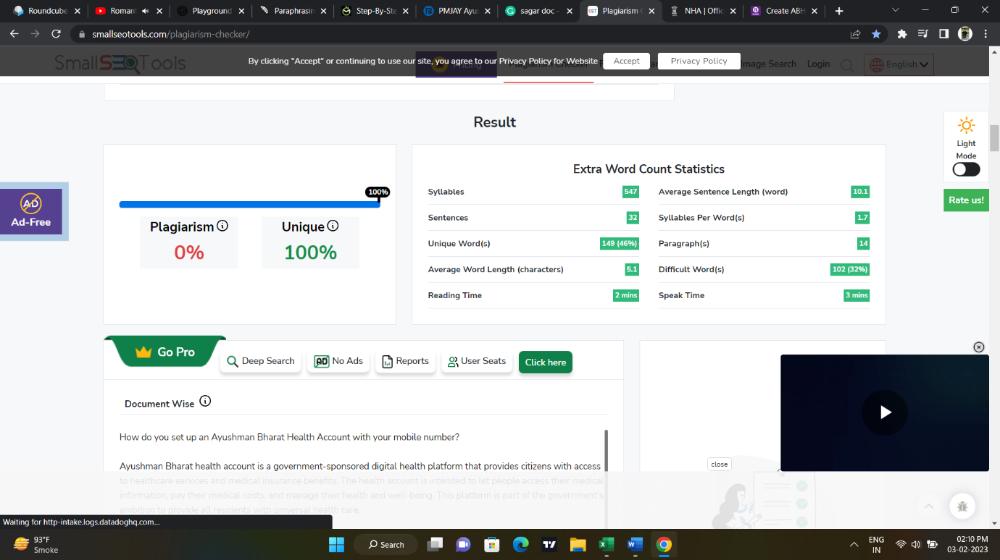 Roundcube
Romant
Playground
Paraphrasin
Step-By-Ste
PMJAY Ayu
sagar doc -
Plagiarism C
NHA | Offic
Create ABH
smallseotools.com/plagiarism-checker/
SmallSEOTools
By clicking "Accept" or continuing to use our site, you agree to our Privacy Policy for Website
Accept
Privacy Policy
Pricing
Plagiarism Checker
Image Search
Login
English
Result
Light
Mode
Rate us!
AD
Ad-Free
100%
Plagiarism
0%
Unique
100%
Extra Word Count Statistics
Syllables 547
Average Sentence Length (word) 10.1
Sentences 32
Syllables Per Word(s) 1.7
Unique Word(s) 149 (46%)
Paragraph(s) 14
Average Word Length (characters) 5.1
Difficult Word(s) 102 (32%)
Reading Time 2 mins
Speak Time 3 mins
Go Pro
Deep Search
AD No Ads
Reports
User Seats
Click here
Document Wise
How do you set up an Ayushman Bharat Health Account with your mobile number?
Ayushman Bharat health account is a government-sponsored digital health platform that provides citizens with access
to healthcare services and medical insurance benefits. The health account is intended to let people access their medical
information, pay their medical costs, and manage their health and well-being. This platform is part of the government's
ambition to provide all residents with universal health care.
close
Waiting for http-intake.logs.datadoghq.com...
93°F
Smoke
Search
ENG
IN
02:10 PM
03-02-2023